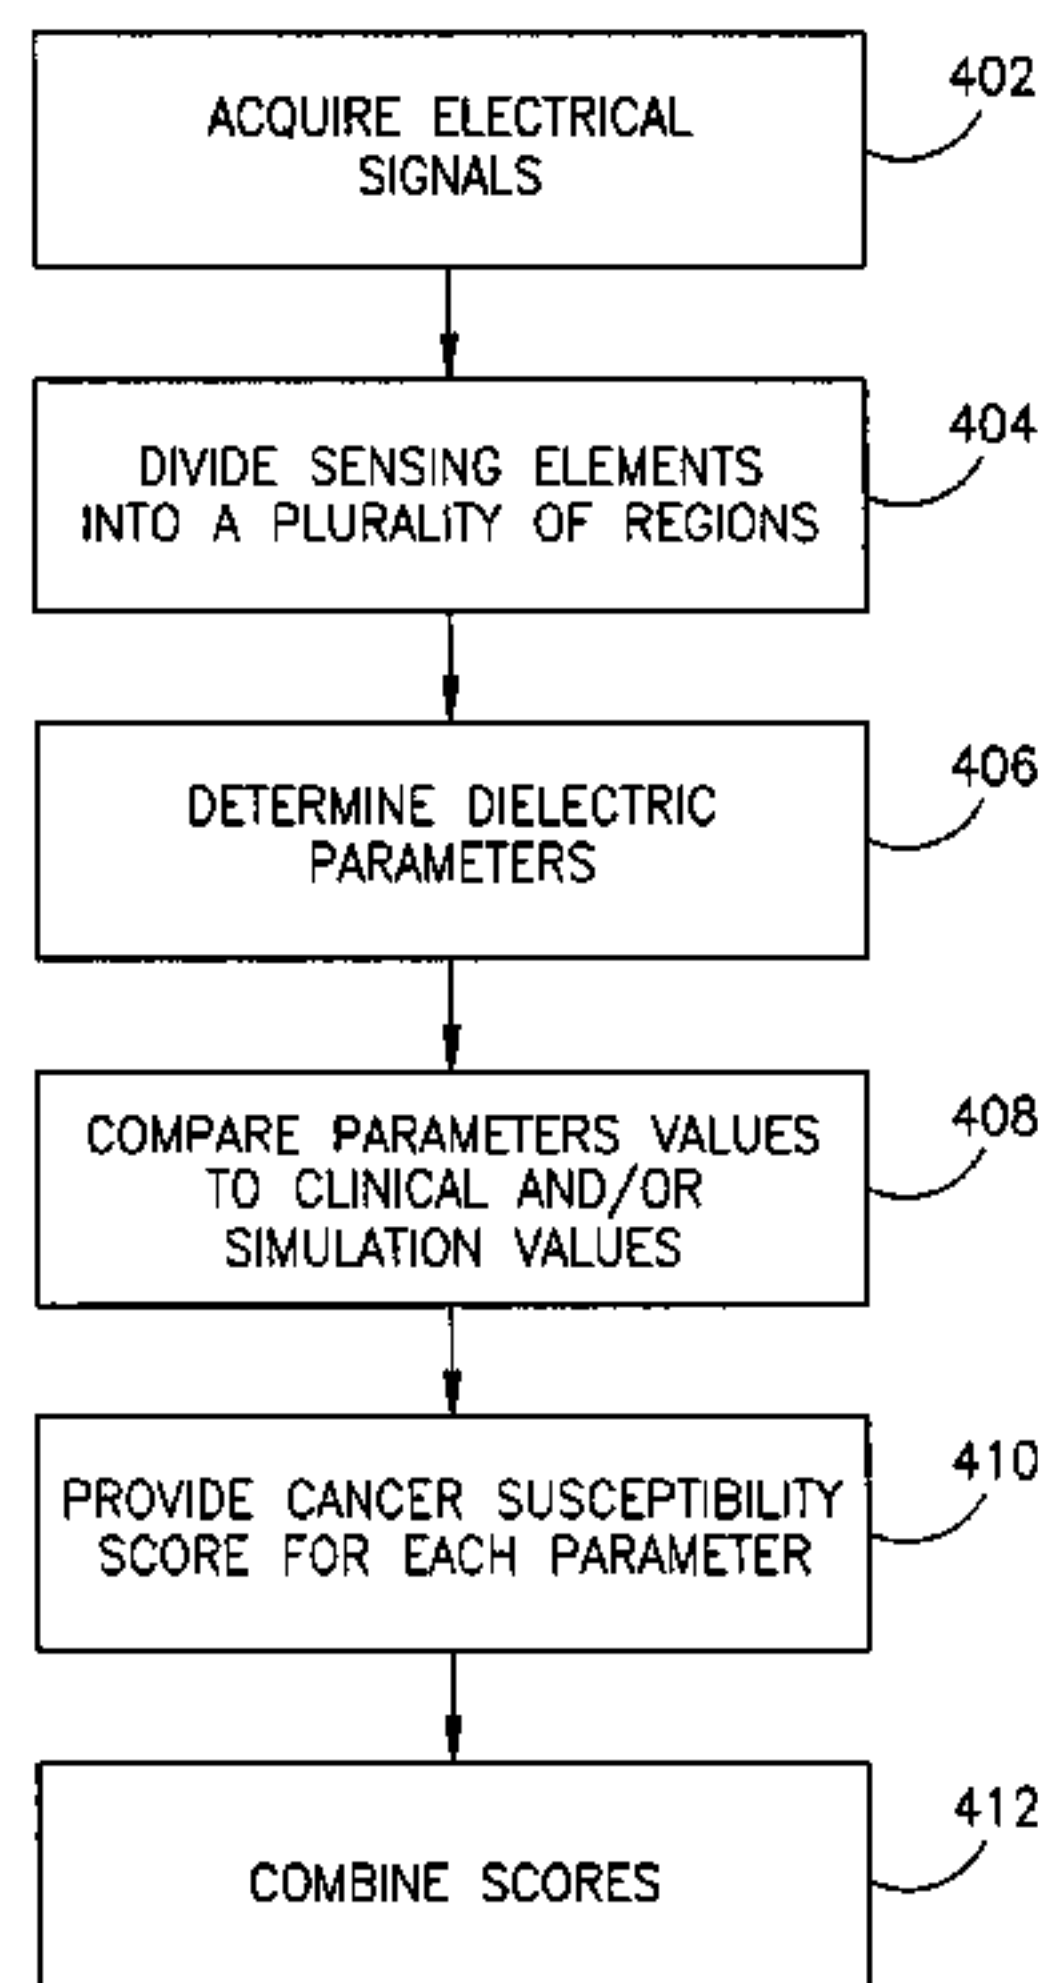 402
ACQUIRE ELECTRICAL
SIGNALS
404
DIVIDE SENSING ELEMENTS
INTO A PLURALITY OF REGIONS
406
DETERMINE DIELECTRIC
PARAMETERS
408
COMPARE PARAMETERS VALUES
TO CLINICAL AND/OR
SIMULATION VALUES
410
PROVIDE CANCER SUSCEPTIBILITY
SCORE FOR EACH PARAMETER
412
COMBINE SCORES